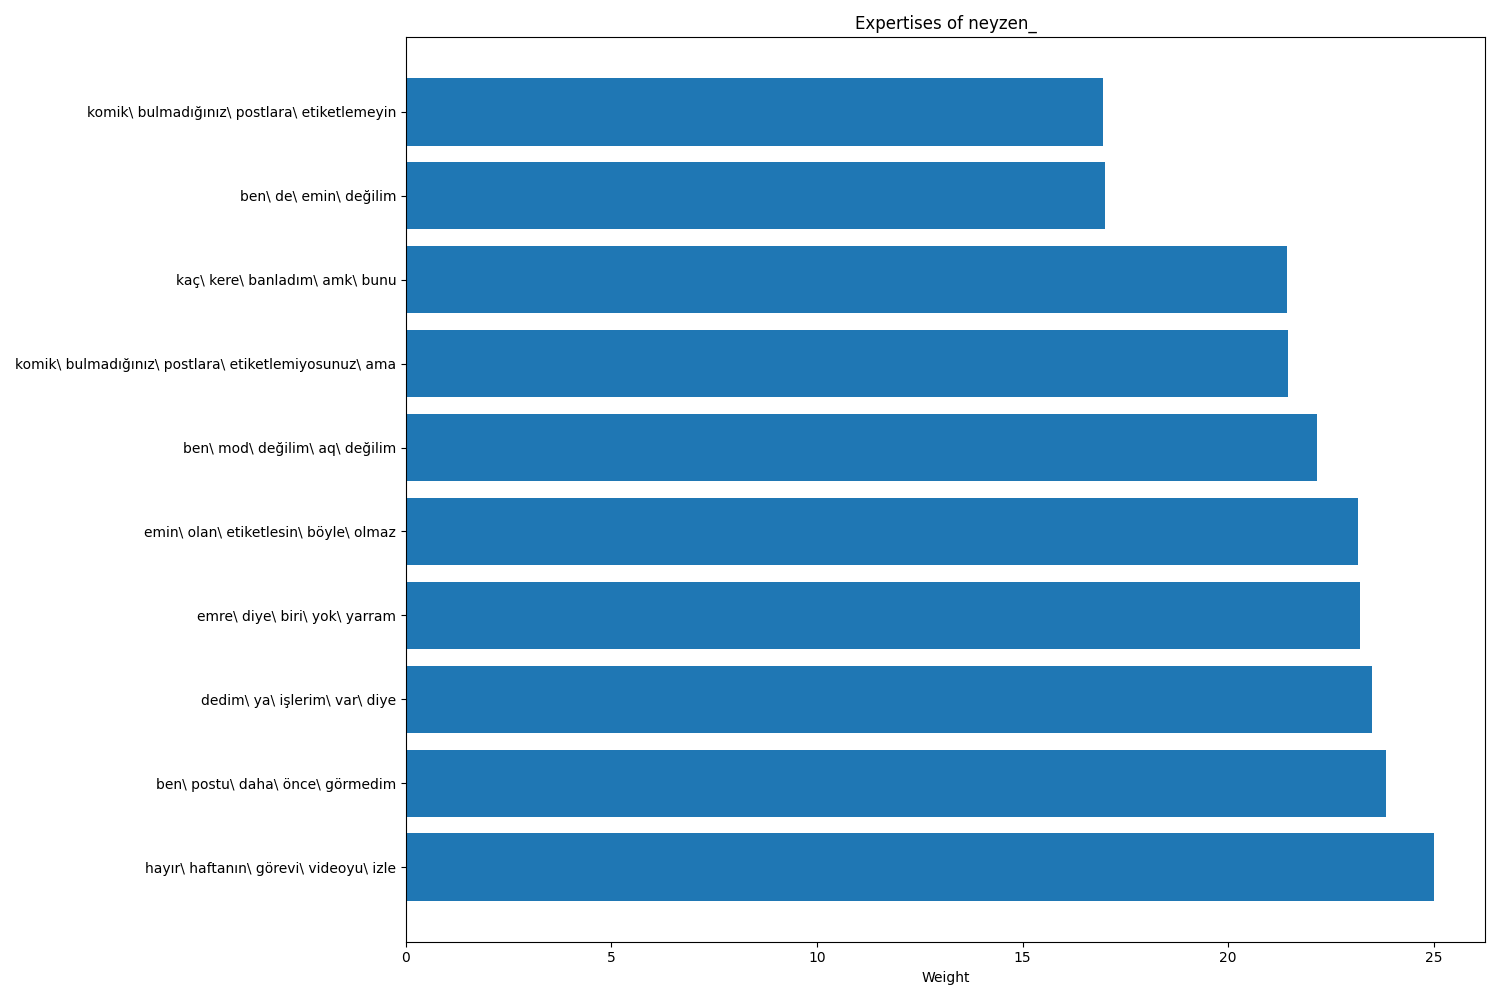 Expertises of neyzen_
komik\ bulmadığınız\ postlara\ etiketlemeyin
ben\ de\ emin\ değilim
kaç\ kere\ banladım\ amk\ bunu
komik\ bulmadığınız\ postlara\ etiketlemiyosunuz\ ama
ben\ mod\ değilim\ aq\ değilim
emin\ olan\ etiketlesin\ böyle\ olmaz
emre\ diye\ biri\ yok\ yarram
dedim\ ya\ işlerim\ var\ diye
ben\ postu\ daha\ önce\ görmedim
hayır\ haftanın\ görevi\ videoyu\ izle
0 5 10 15 20 25
Weight